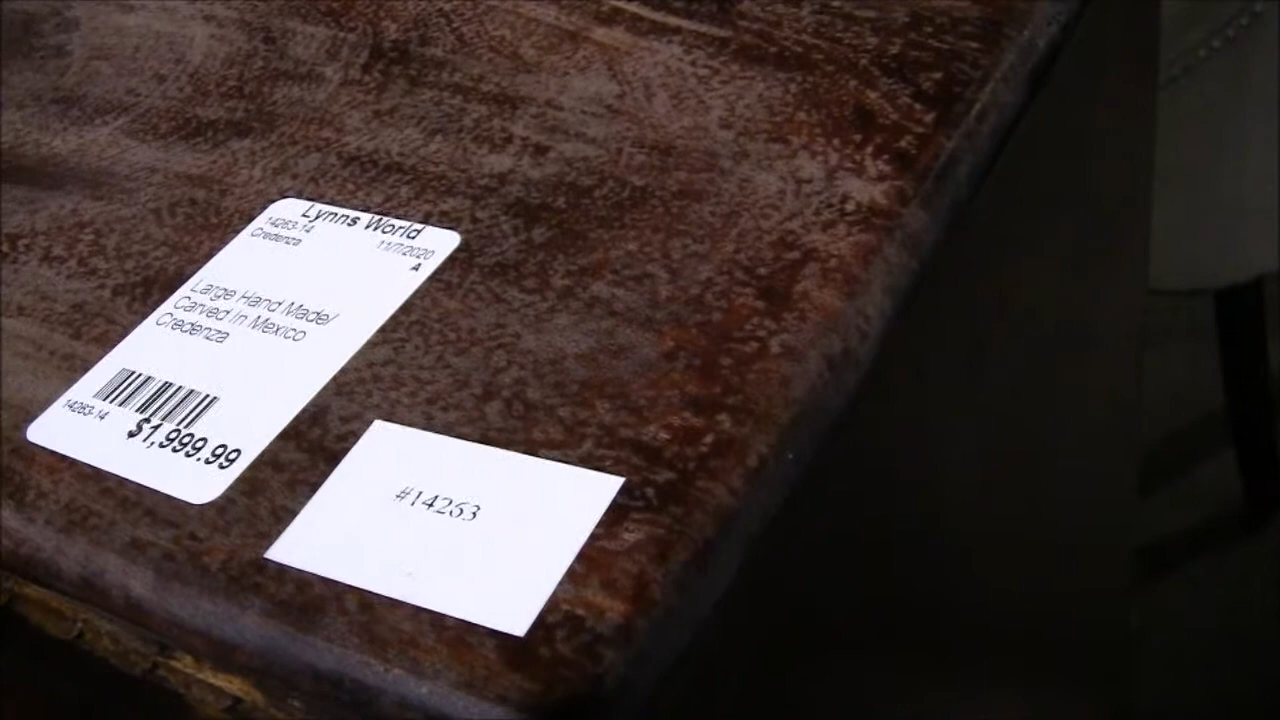 Lynns World
14263-14
Credenza
11/7/2020
A
Large Hand Made/
Carved In Mexico
Credenza
14263-14
$1,999.99
#14263